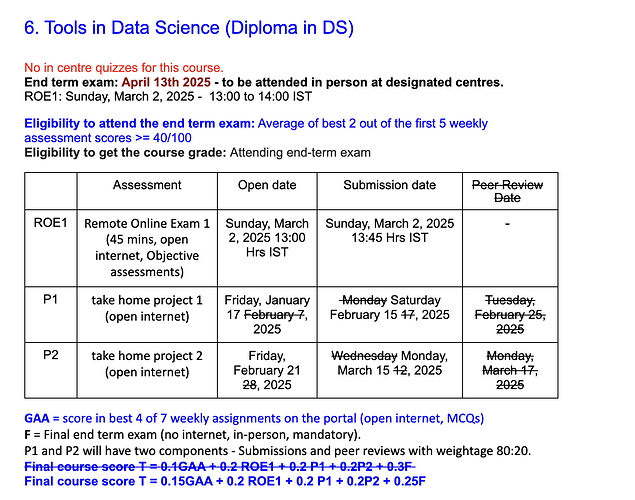 6. Tools in Data Science (Diploma in DS)
No in centre quizzes for this course.
End term exam: April 13th 2025 - to be attended in person at designated centres.
ROE1: Sunday, March 2, 2025 - 13:00 to 14:00 IST
Eligibility to attend the end term exam: Average of best 2 out of the first 5 weekly
assessment scores >= 40/100
Eligibility to get the course grade: Attending end-term exam
Assessment Open date Submission date Peer Review
Date
ROE1 Remote Online Exam 1 Sunday, March Sunday, March 2, 2025 -
(45 mins, open 2, 2025 13:00 13:45 Hrs IST
internet, Objective Hrs IST
assessments)
P1 take home project 1 Friday, January Monday Saturday Tuesday,
(open internet) 17 February 7, February 15 17, 2025 February 25,
2025 2025
P2 take home project 2 Friday, Wednesday Monday, Monday,
(open internet) February 21 March 15 12, 2025 March 17,
28, 2025 2025
GAA = score in best 4 of 7 weekly assignments on the portal (open internet, MCQs)
F = Final end term exam (no internet, in-person, mandatory).
P1 and P2 will have two components - Submissions and peer reviews with weightage 80:20.
Final course score T = 0.1GAA + 0.2 ROE1 + 0.2 P1 + 0.2P2 + 0.3F
Final course score T = 0.15GAA + 0.2 ROE1 + 0.2 P1 + 0.2P2 + 0.25F